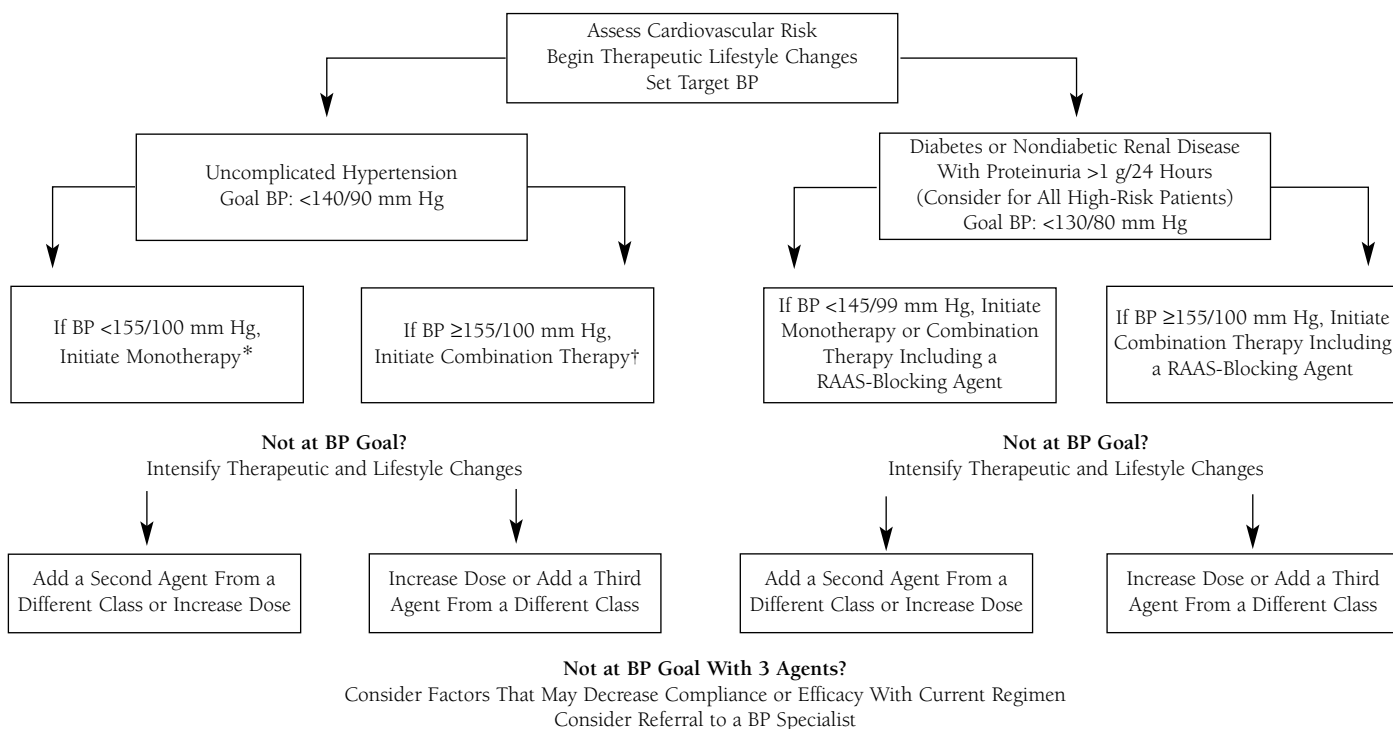 Assess Cardiovascular Risk
Begin Therapeutic Lifestyle Changes
Set Target BP
Uncomplicated Hypertension
Goal BP: <140/90 mm Hg
Diabetes or Nondiabetic Renal Disease
With Proteinuria >1 g/24 Hours
(Consider for All High-Risk Patients)
Goal BP: <130/80 mm Hg
If BP <155/100 mm Hg,
Initiate Monotherapy*
If BP ≥155/100 mm Hg,
Initiate Combination Therapy†
If BP <145/99 mm Hg, Initiate
Monotherapy or Combination
Therapy Including a
RAAS-Blocking Agent
If BP ≥155/100 mm Hg, Initiate
Combination Therapy Including
a RAAS-Blocking Agent
Not at BP Goal?
Intensify Therapeutic and Lifestyle Changes
Not at BP Goal?
Intensify Therapeutic and Lifestyle Changes
Add a Second Agent From a
Different Class or Increase Dose
Increase Dose or Add a Third
Agent From a Different Class
Add a Second Agent From a
Different Class or Increase Dose
Increase Dose or Add a Third
Agent From a Different Class
Not at BP Goal With 3 Agents?
Consider Factors That May Decrease Compliance or Efficacy With Current Regimen
Consider Referral to a BP Specialist